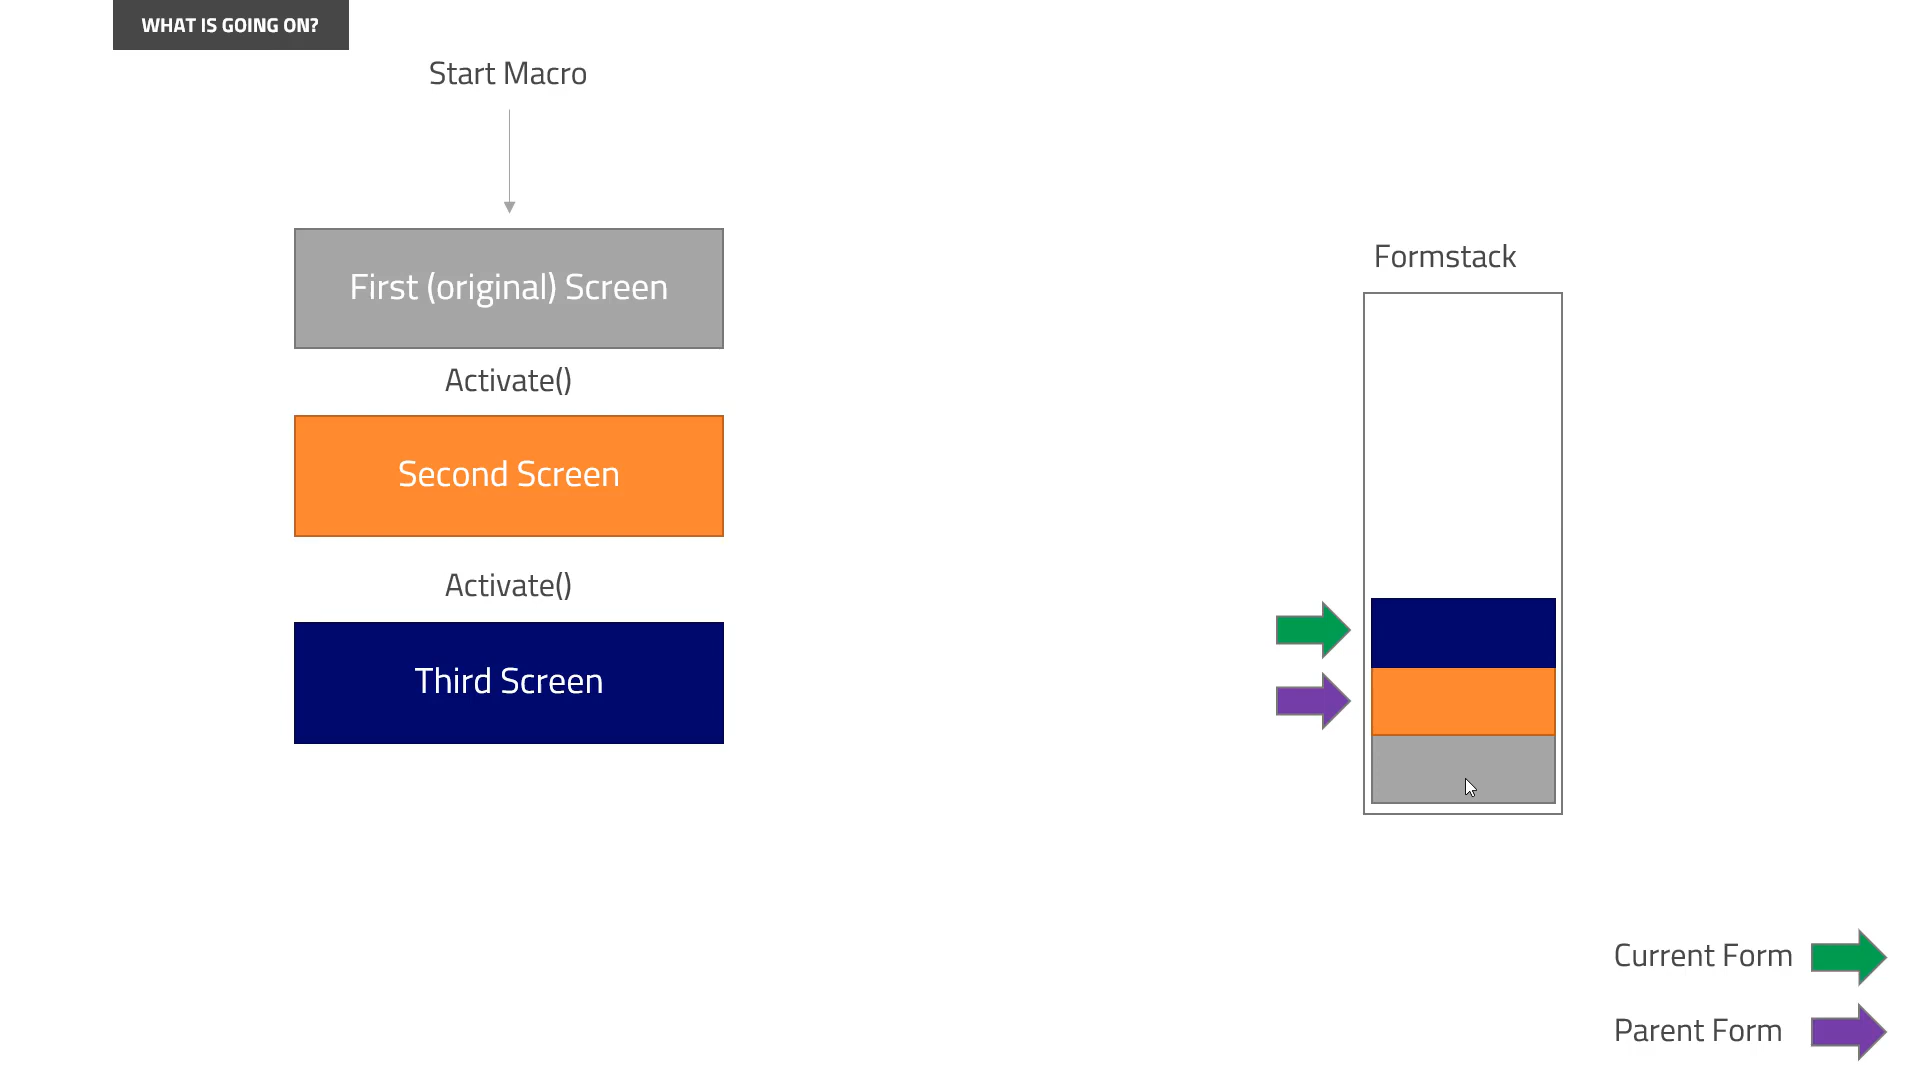 WHAT IS GOING ON?
Start Macro
First (original) Screen
Activate()
Second Screen
Activate()
Third Screen
Formstack
Current Form
Parent Form